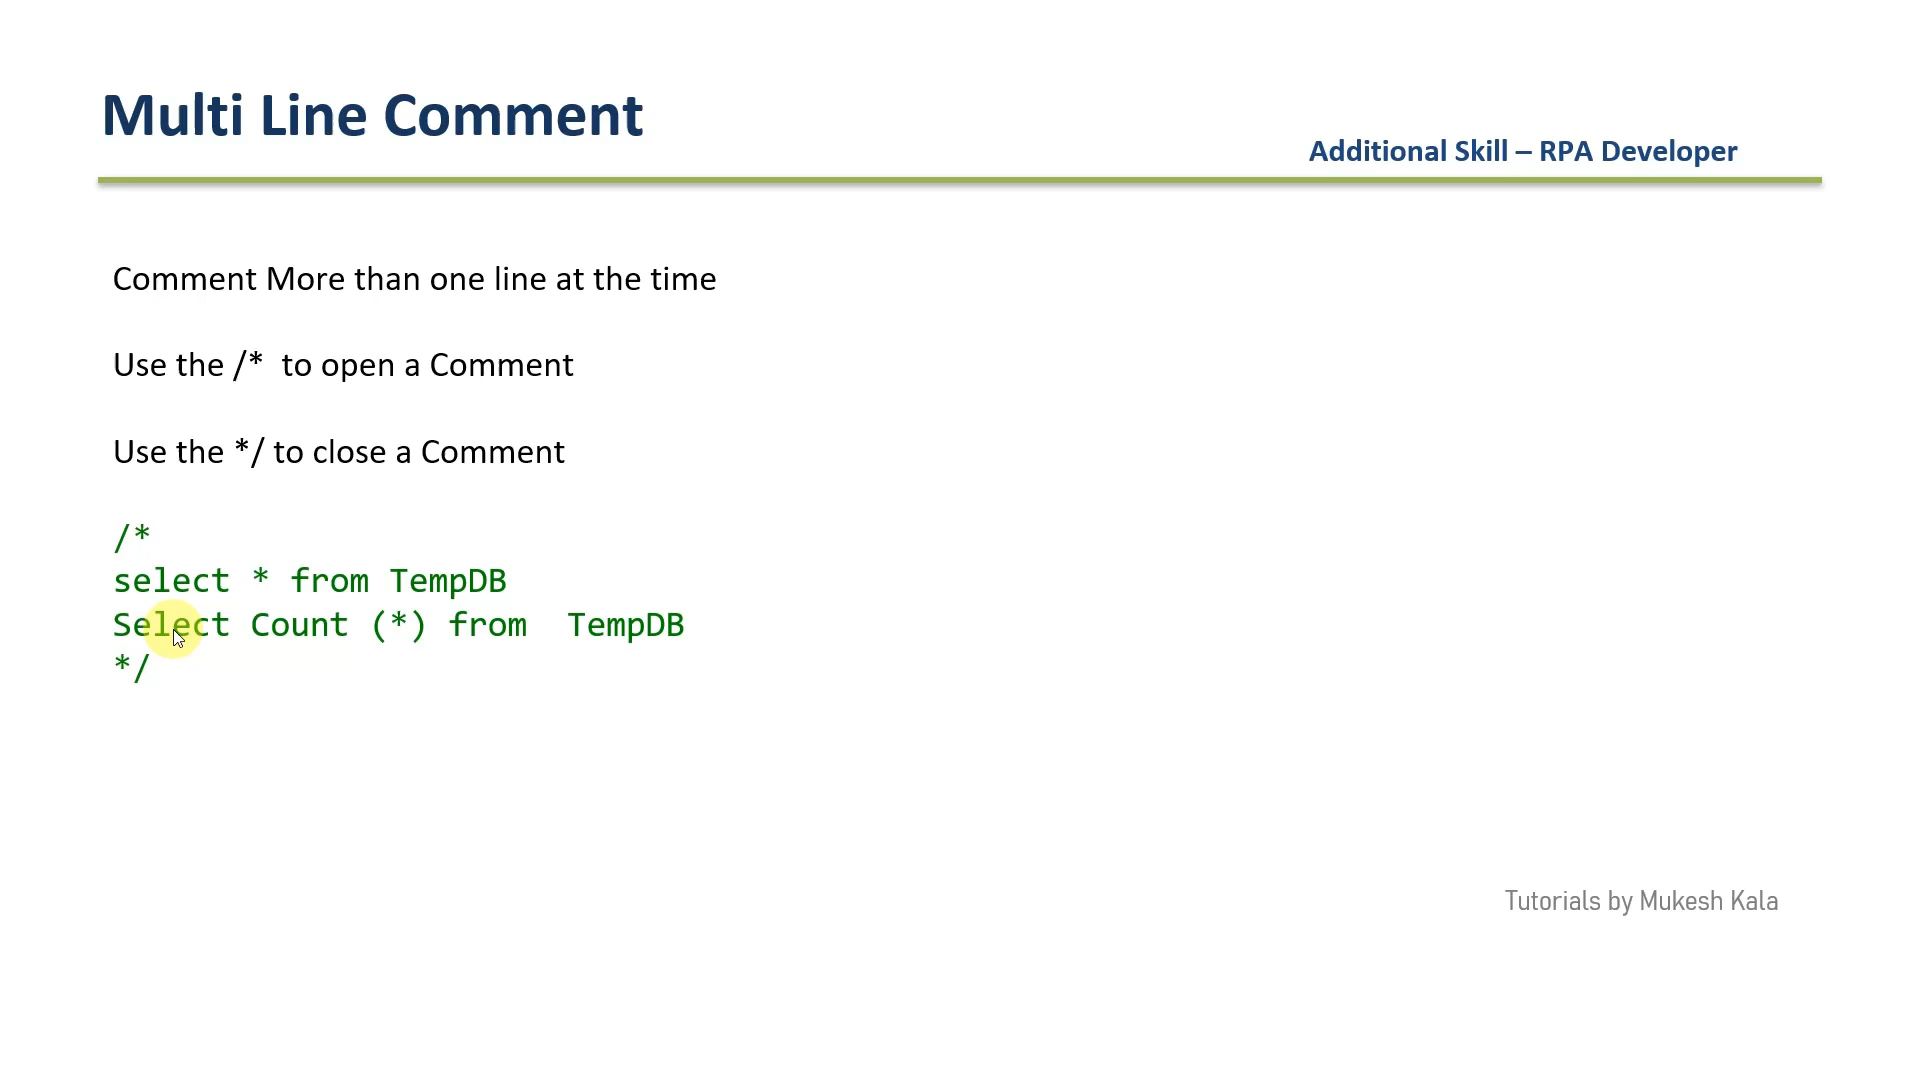 Multi Line Comment
Additional Skill – RPA Developer
Comment More than one line at the time
Use the /*  to open a Comment
Use the */ to close a Comment
/*
select * from TempDB
Select Count (*) from  TempDB
*/
Tutorials by Mukesh Kala